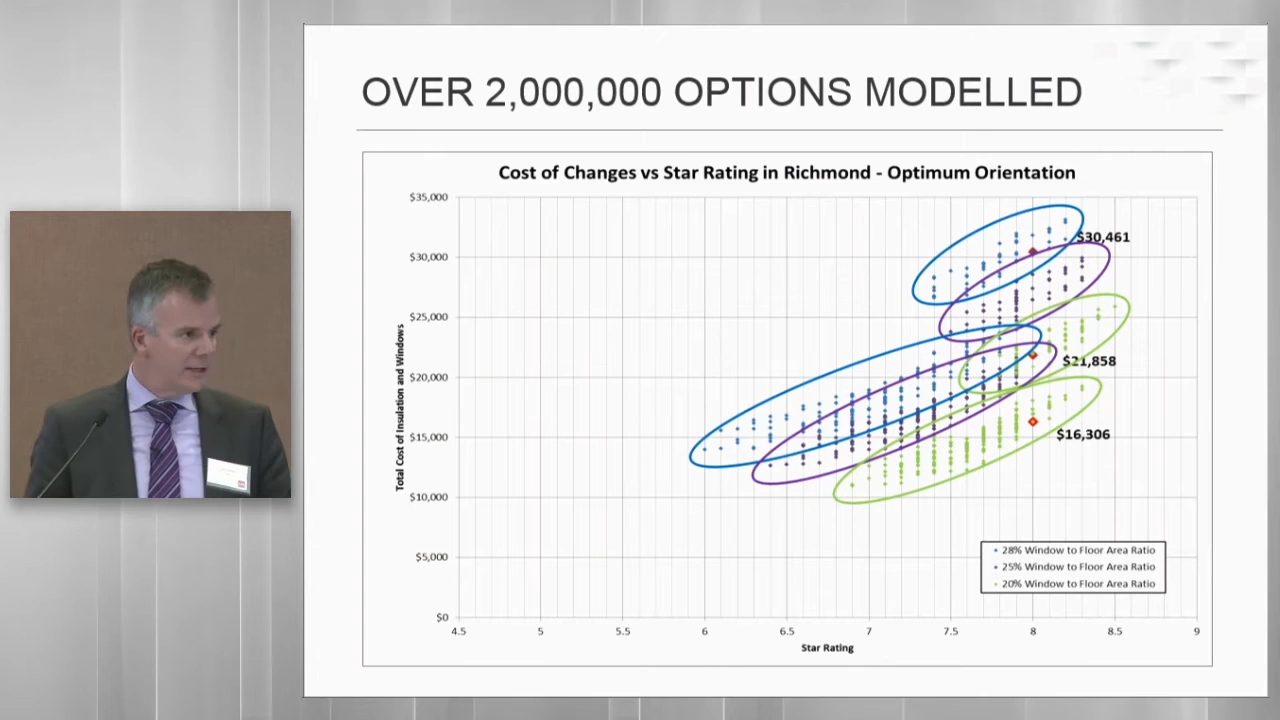 OVER 2,000,000 OPTIONS MODELLED
Cost of Changes vs Star Rating in Richmond - Optimum Orientation
Total Cost of Insulation and Windows
$35,000
$30,000
$25,000
$20,000
$15,000
$10,000
$5,000
$0
$30,461
$21,858
$16,306
28% Window to Floor Area Ratio
25% Window to Floor Area Ratio
20% Window to Floor Area Ratio
4.5 5 5.5 6 6.5 7 7.5 8 8.5 9
Star Rating